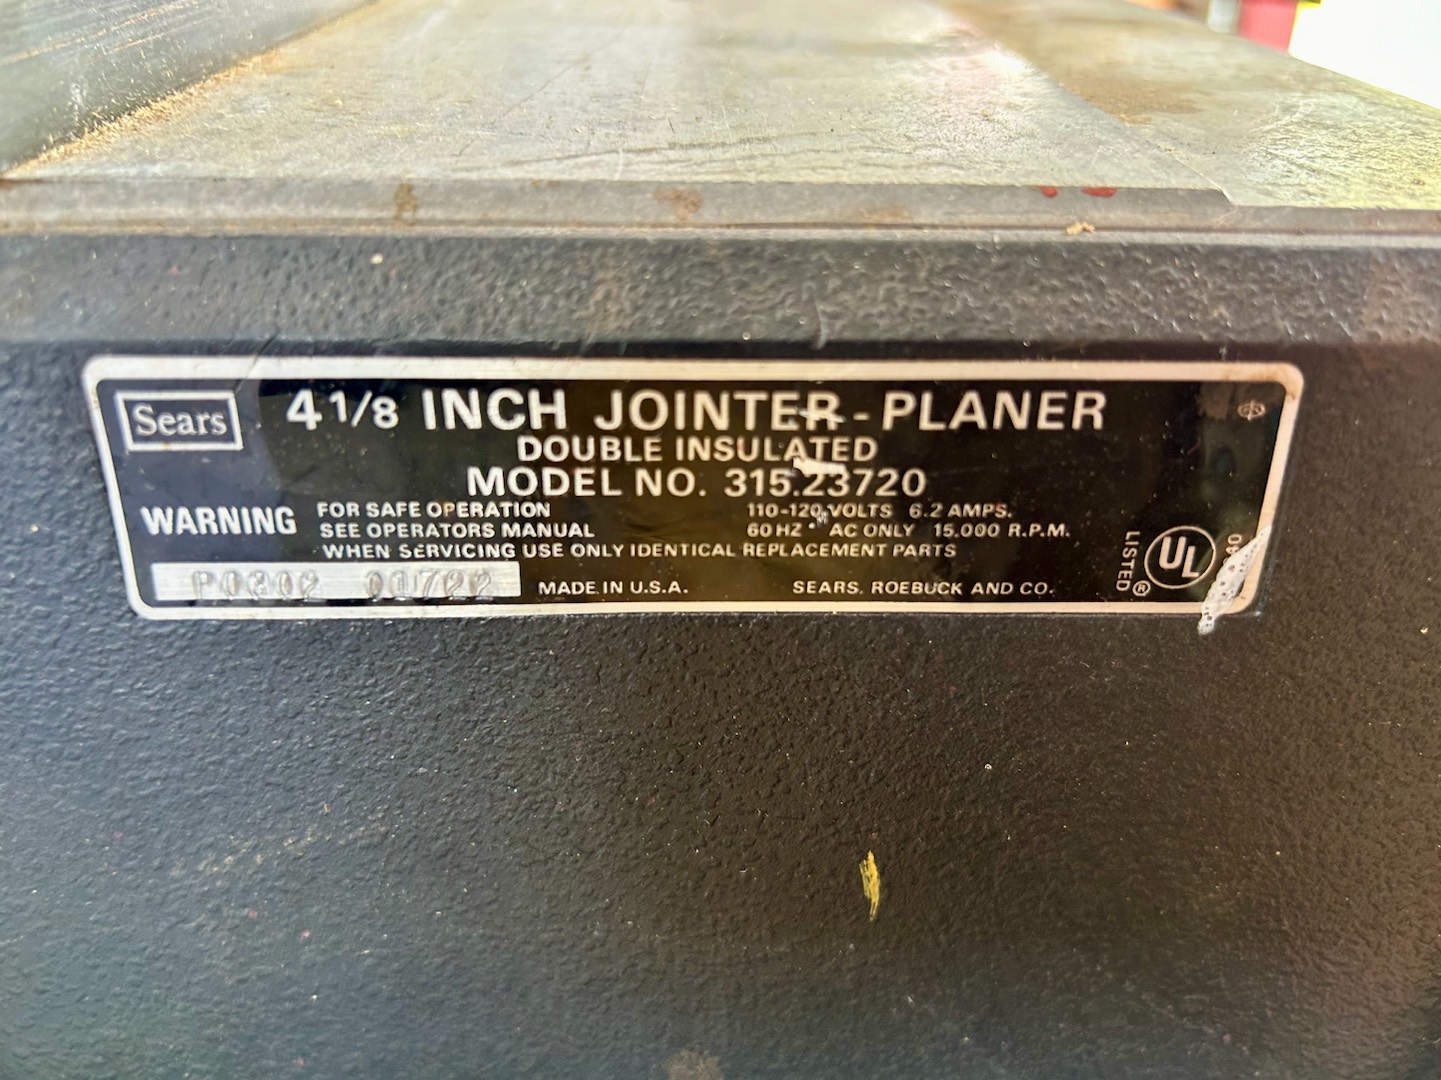 Sears
4 1/8 INCH JOINTER-PLANER
DOUBLE INSULATED
MODEL NO. 315.23720
WARNING
FOR SAFE OPERATION
SEE OPERATORS MANUAL
110-120 VOLTS 6.2 AMPS.
60 HZ AC ONLY 15,000 R.P.M.
WHEN SERVICING USE ONLY IDENTICAL REPLACEMENT PARTS
MADE IN U.S.A.
SEARS, ROEBUCK AND CO.
LISTED ®
UL